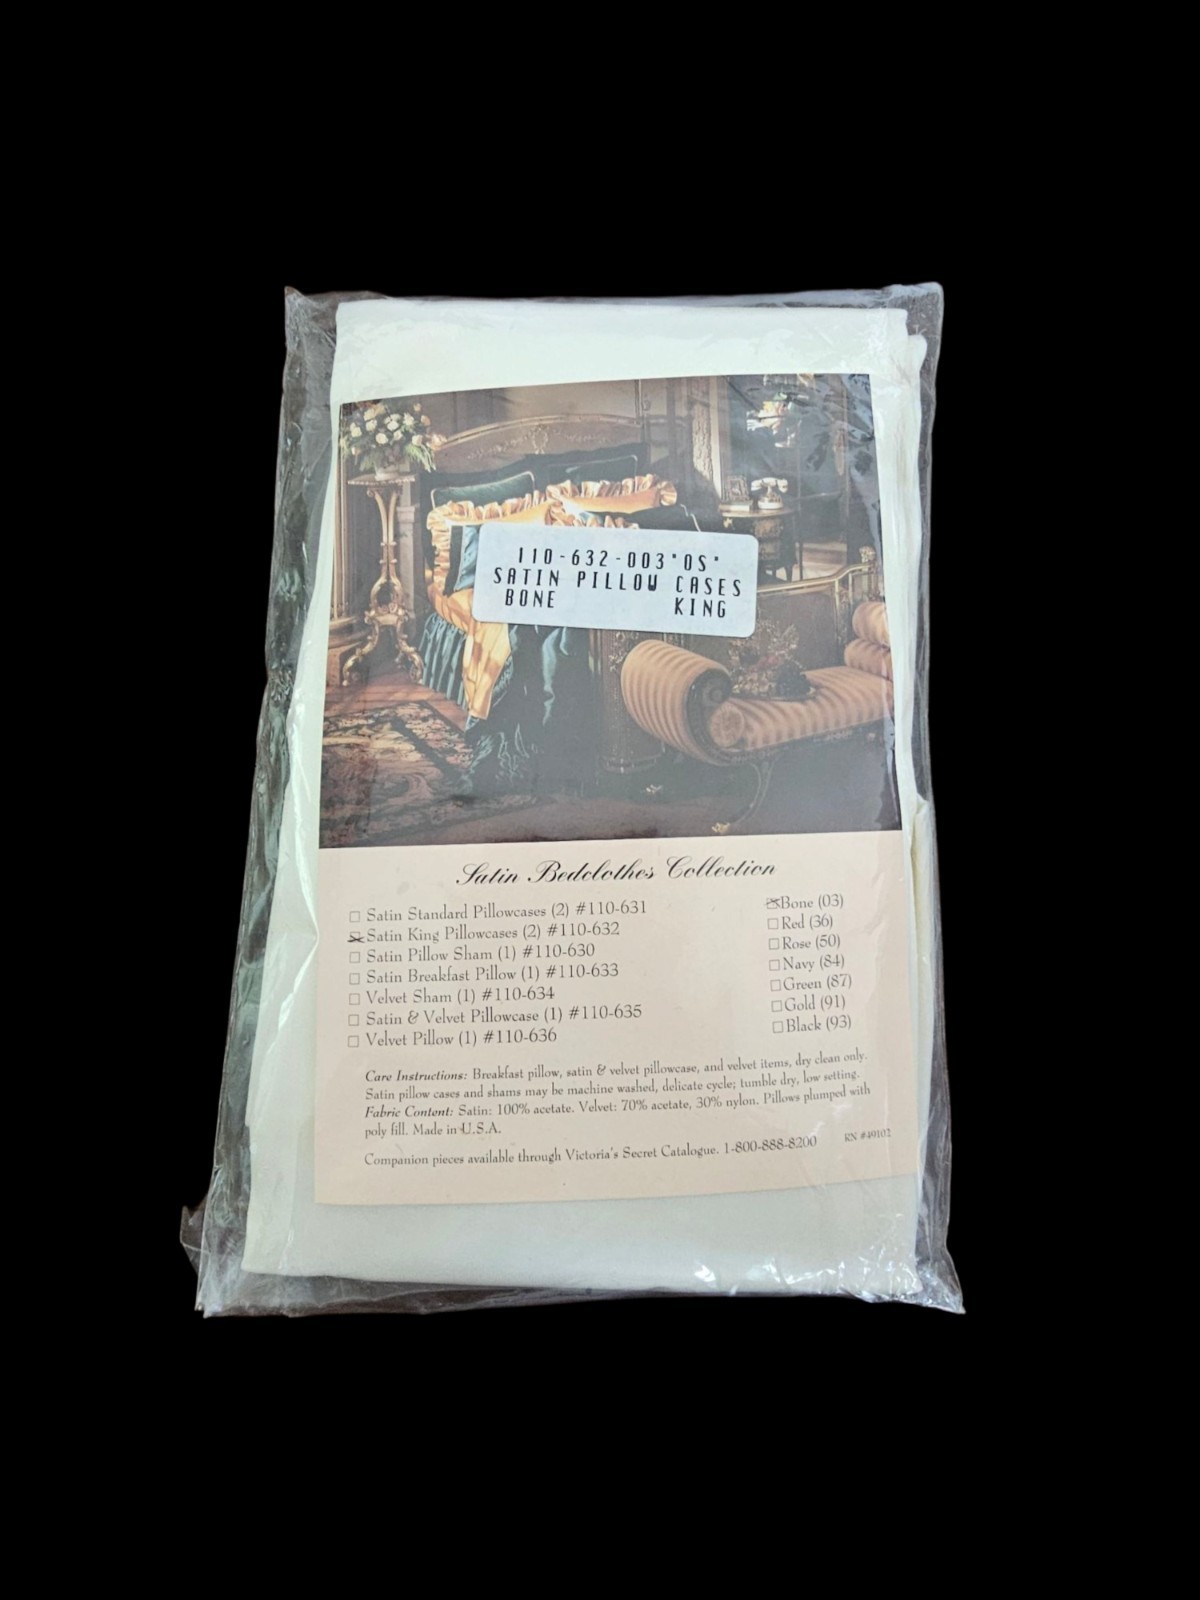 110-632-003"OS"
SATIN PILLOW CASES
BONE KING
Satin Bedclothes Collection
Satin Standard Pillowcases (2) #110-631
Satin King Pillowcases (2) #110-632
Satin Pillow Sham (1) #110-630
Satin Breakfast Pillow (1) #110-633
Velvet Sham (1) #110-634
Satin & Velvet Pillowcase (1) #110-635
Velvet Pillow (1) #110-636
Bone (03)
Red (36)
Rose (50)
Navy (84)
Green (87)
Gold (91)
Black (93)
Care Instructions: Breakfast pillow, satin & velvet pillowcase, and velvet items, dry clean only.
Satin pillow cases and shams may be machine washed, delicate cycle; tumble dry, low setting.
Fabric Content: Satin: 100% acetate. Velvet: 70% acetate, 30% nylon. Pillows plumped with
poly fill. Made in U.S.A.
Companion pieces available through Victoria's Secret Catalogue. 1-800-888-8200
RN #49102